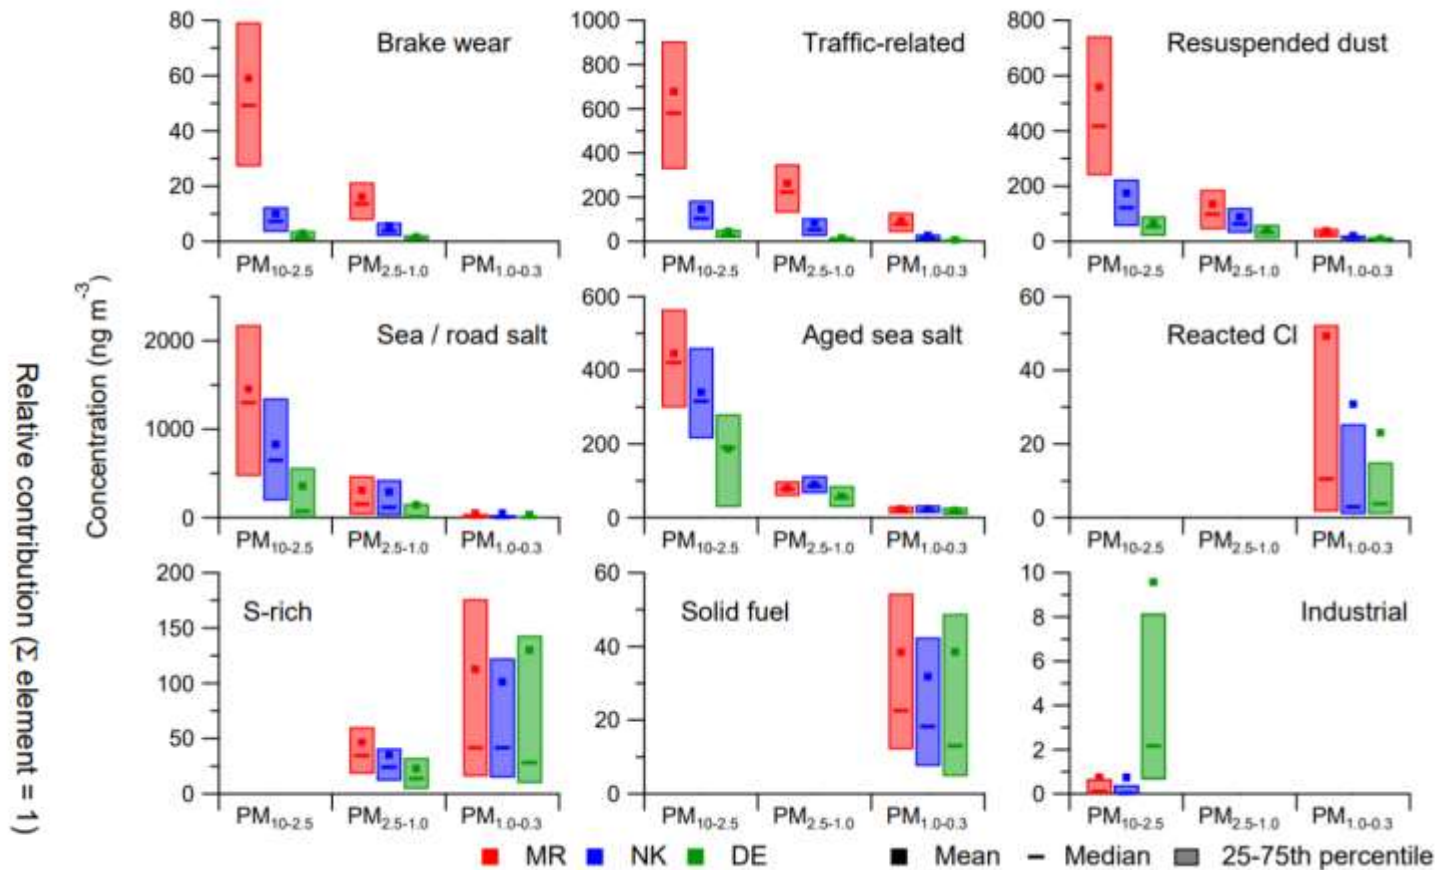 Relative contribution (Σ element = 1)
Concentration (ng m⁻³)
80
60
40
20
0
Brake wear
PM₁₀₋₂.₅
PM₂.₅₋₁.₀
PM₁.₀₋₀.₃
1000
800
600
400
200
0
Traffic-related
PM₁₀₋₂.₅
PM₂.₅₋₁.₀
PM₁.₀₋₀.₃
800
600
400
200
0
Resuspended dust
PM₁₀₋₂.₅
PM₂.₅₋₁.₀
PM₁.₀₋₀.₃
2000
1000
0
Sea / road salt
PM₁₀₋₂.₅
PM₂.₅₋₁.₀
PM₁.₀₋₀.₃
600
400
200
0
Aged sea salt
PM₁₀₋₂.₅
PM₂.₅₋₁.₀
PM₁.₀₋₀.₃
60
40
20
0
Reacted Cl
PM₁₀₋₂.₅
PM₂.₅₋₁.₀
PM₁.₀₋₀.₃
200
150
100
50
0
S-rich
PM₁₀₋₂.₅
PM₂.₅₋₁.₀
PM₁.₀₋₀.₃
60
40
20
0
Solid fuel
PM₁₀₋₂.₅
PM₂.₅₋₁.₀
PM₁.₀₋₀.₃
10
8
6
4
2
0
Industrial
PM₁₀₋₂.₅
PM₂.₅₋₁.₀
PM₁.₀₋₀.₃
MR NK DE Mean Median 25-75th percentile